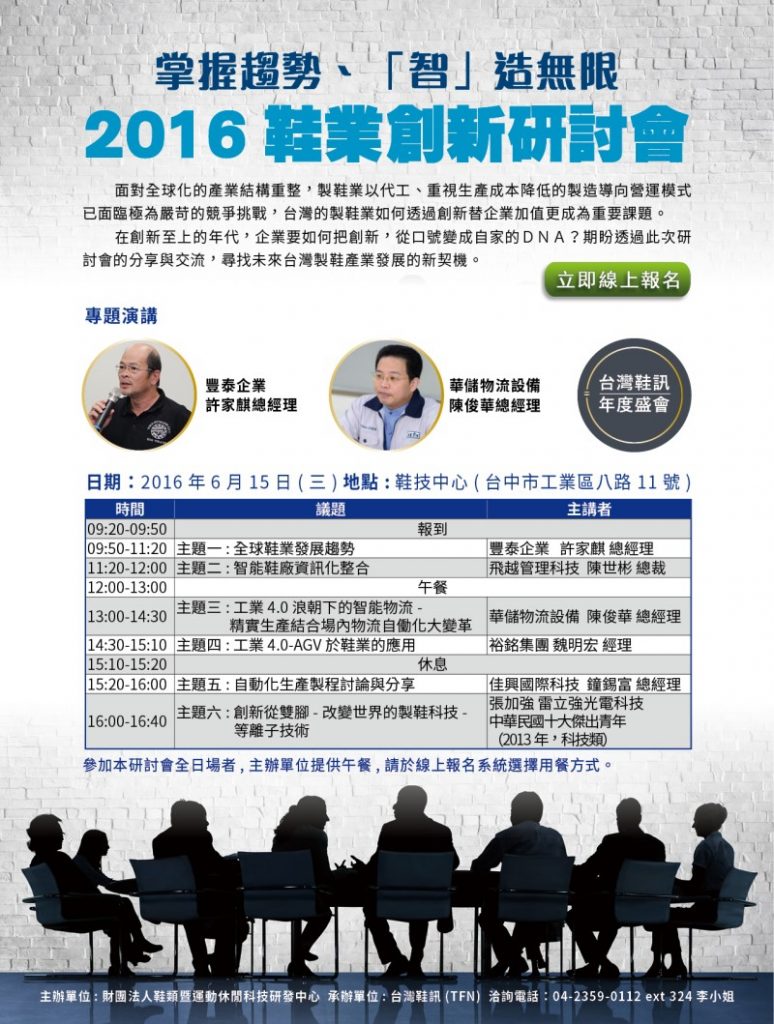 掌握趨勢、「智」造無限
2016 鞋業創新研討會
面對全球化的產業結構重整，製鞋業以代工、重視生產成本降低的製造導向營運模式
已面臨極為嚴苛的競爭挑戰，台灣的製鞋業如何透過創新替企業加值更成為重要課題。
在創新至上的年代，企業要如何把創新，從口號變成自家的DNA？期盼透過此次研
討會的分享與交流，尋找未來台灣製鞋產業發展的新契機。
立即線上報名
專題演講
豐泰企業
許家麒總經理
華儲物流設備
陳俊華總經理
台灣鞋訊
年度盛會
日期：2016 年 6 月 15 日 ( 三 ) 地點 : 鞋技中心 ( 台中市工業區八路 11 號 )
時間 議題 主講者
09:20-09:50 報到
09:50-11:20 主題一 : 全球鞋業發展趨勢 豐泰企業 許家麒 總經理
11:20-12:00 主題二 : 智能鞋廠資訊化整合 飛越管理科技 陳世彬 總裁
12:00-13:00 午餐
13:00-14:30 主題三 : 工業 4.0 浪朝下的智能物流 -
精實生產結合場內物流自働化大變革 華儲物流設備 陳俊華 總經理
14:30-15:10 主題四 : 工業 4.0-AGV 於鞋業的應用 裕銘集團 魏明宏 經理
15:10-15:20 休息
15:20-16:00 主題五 : 自動化生產製程討論與分享 佳興國際科技 鐘錫富 總經理
16:00-16:40 主題六 : 創新從雙腳 - 改變世界的製鞋科技 -
等離子技術
張加強 雷立強光電科技
中華民國十大傑出青年
（2013 年，科技類）
參加本研討會全日場者 , 主辦單位提供午餐 , 請於線上報名系統選擇用餐方式。
主辦單位 : 財團法人鞋類暨運動休閒科技研發中心 承辦單位 : 台灣鞋訊 (TFN) 洽詢電話：04-2359-0112 ext 324 李小姐